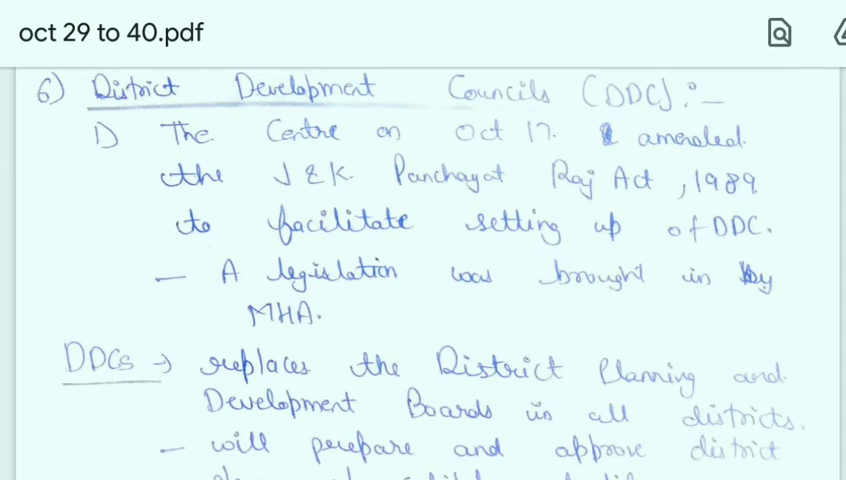 oct 29 to 40.pdf
6) District Development Councils (DDC) :-
1) The Centre on Oct 17. amended
the J & K Panchayat Raj Act, 1989
to facilitate setting up of DDC.
- A legislation was brought in by
MHA.
DDCs → replaces the District Planning and
Development Boards in all districts.
- will prepare and approve district